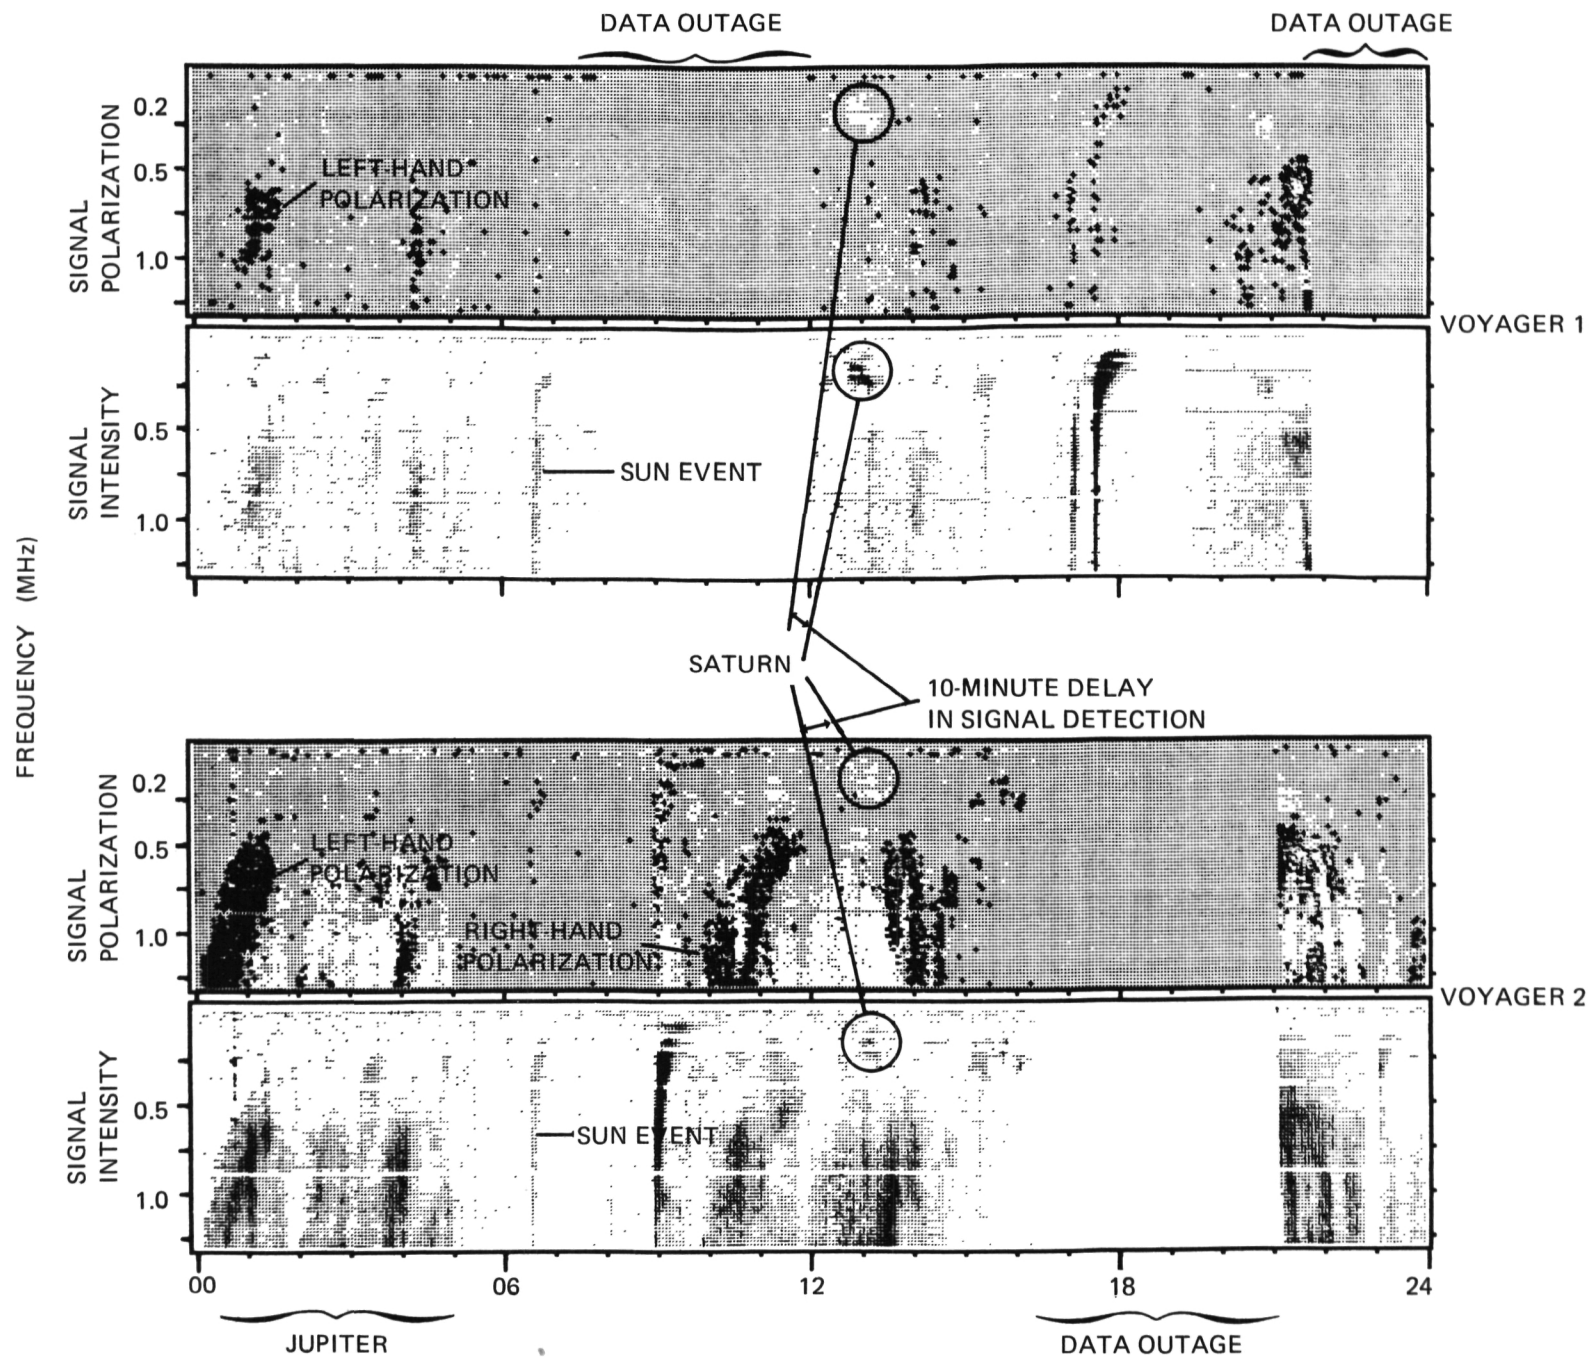 DATA OUTAGE
DATA OUTAGE
SIGNAL
POLARIZATION
0.2
0.5
1.0
LEFT-HAND
POLARIZATION
VOYAGER 1
SIGNAL
INTENSITY
0.5
1.0
SUN EVENT
FREQUENCY (MHz)
SATURN
10-MINUTE DELAY
IN SIGNAL DETECTION
SIGNAL
POLARIZATION
0.2
0.5
1.0
LEFT-HAND
POLARIZATION
RIGHT-HAND
POLARIZATION
VOYAGER 2
SIGNAL
INTENSITY
0.5
1.0
SUN EVENT
00 06 12 18 24
JUPITER
DATA OUTAGE